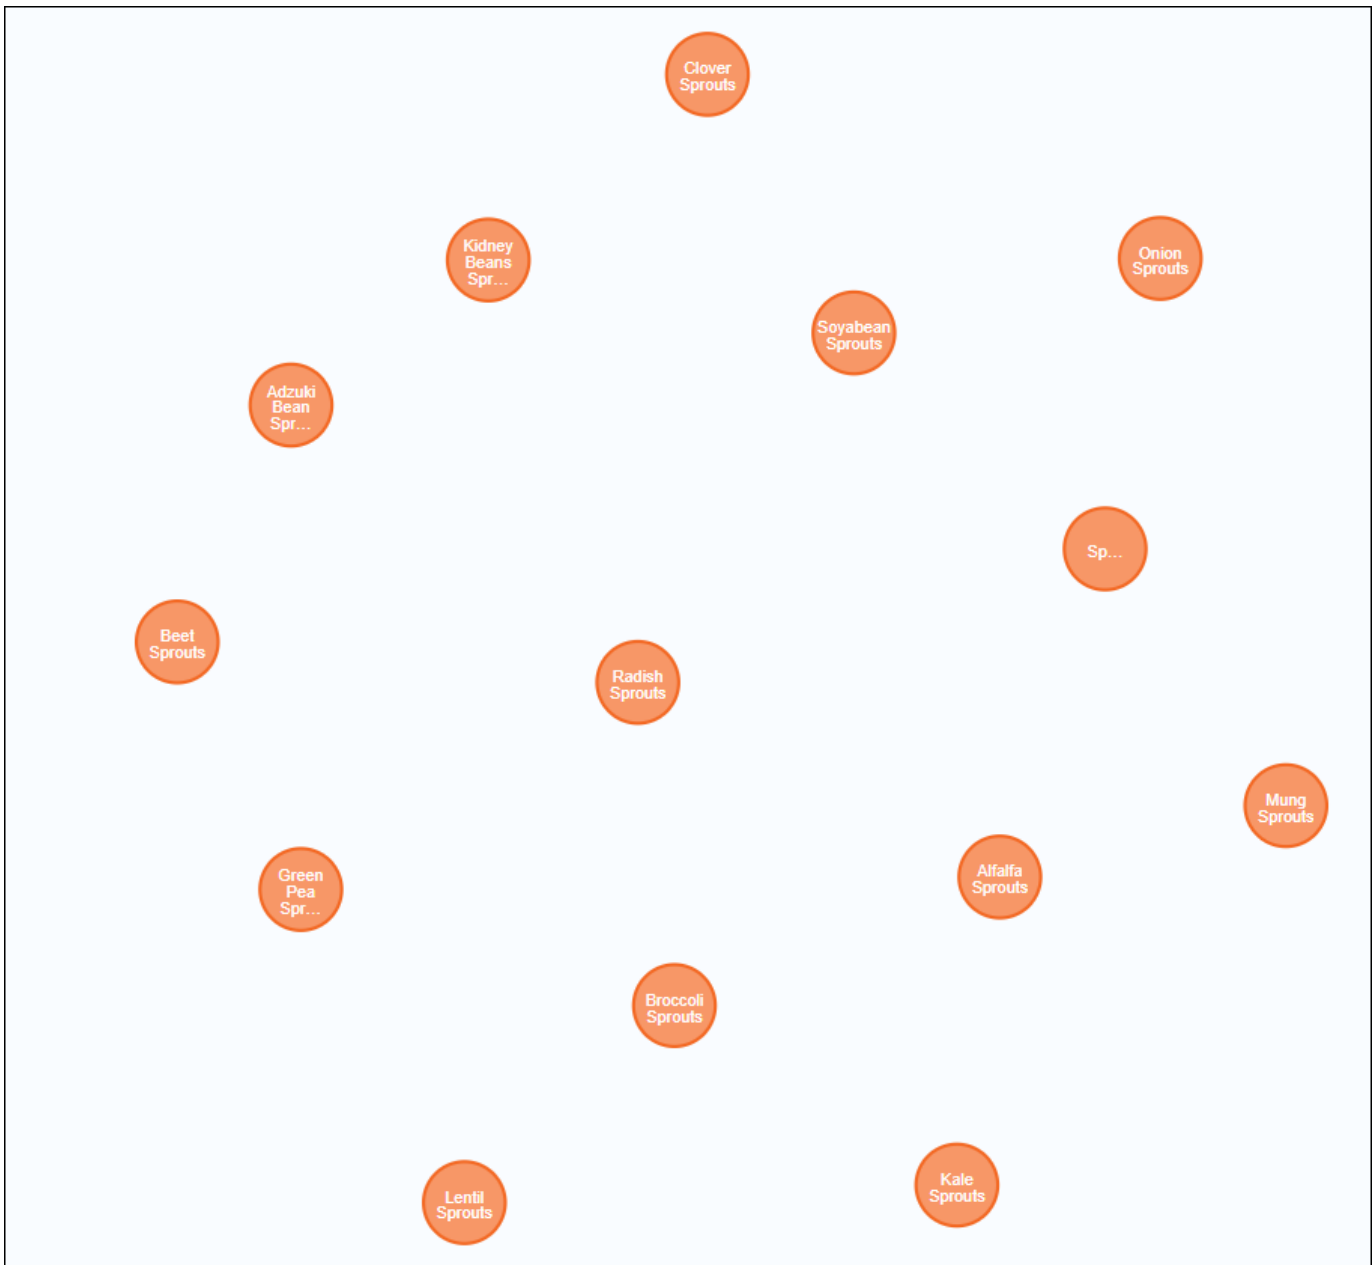 Clover
Sprouts
Kidney
Beans
Spr...
Onion
Sprouts
Soyabean
Sprouts
Adzuki
Bean
Spr...
Sp...
Beet
Sprouts
Radish
Sprouts
Mung
Sprouts
Green
Pea
Spr...
Alfalfa
Sprouts
Broccoli
Sprouts
Lentil
Sprouts
Kale
Sprouts